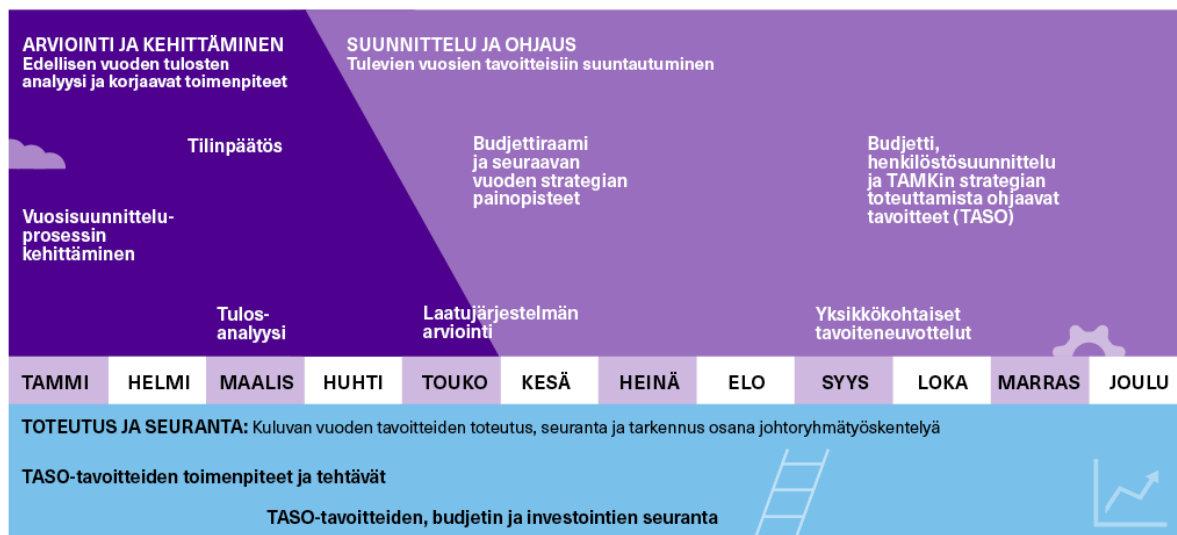 ARVIOINTI JA KEHITTÄMINEN
Edellisen vuoden tulosten
analyysi ja korjaavat toimenpiteet
SUUNNITTELU JA OHJAUS
Tulevien vuosien tavoitteisiin suuntautuminen
Tilinpäätös
Budjettiraami
ja seuraavan
vuoden strategian
painopisteet
Budjetti,
henkilöstösuunnittelu
ja TAMKin strategian
toteuttamista ohjaavat
tavoitteet (TASO)
Vuosisuunnittelu-
prosessin
kehittäminen
Tulos-
analyysi
Laatujärjestelmän
arviointi
Yksikkökohtaiset
tavoiteneuvottelut
TAMMI HELMI MAALIS HUHTI TOUKO KESÄ HEINÄ ELO SYYS LOKA MARRAS JOULU
TOTEUTUS JA SEURANTA: Kuluvan vuoden tavoitteiden toteutus, seuranta ja tarkennus osana johtoryhmätyöskentelyä
TASO-tavoitteiden toimenpiteet ja tehtävät
TASO-tavoitteiden, budjetin ja investointien seuranta